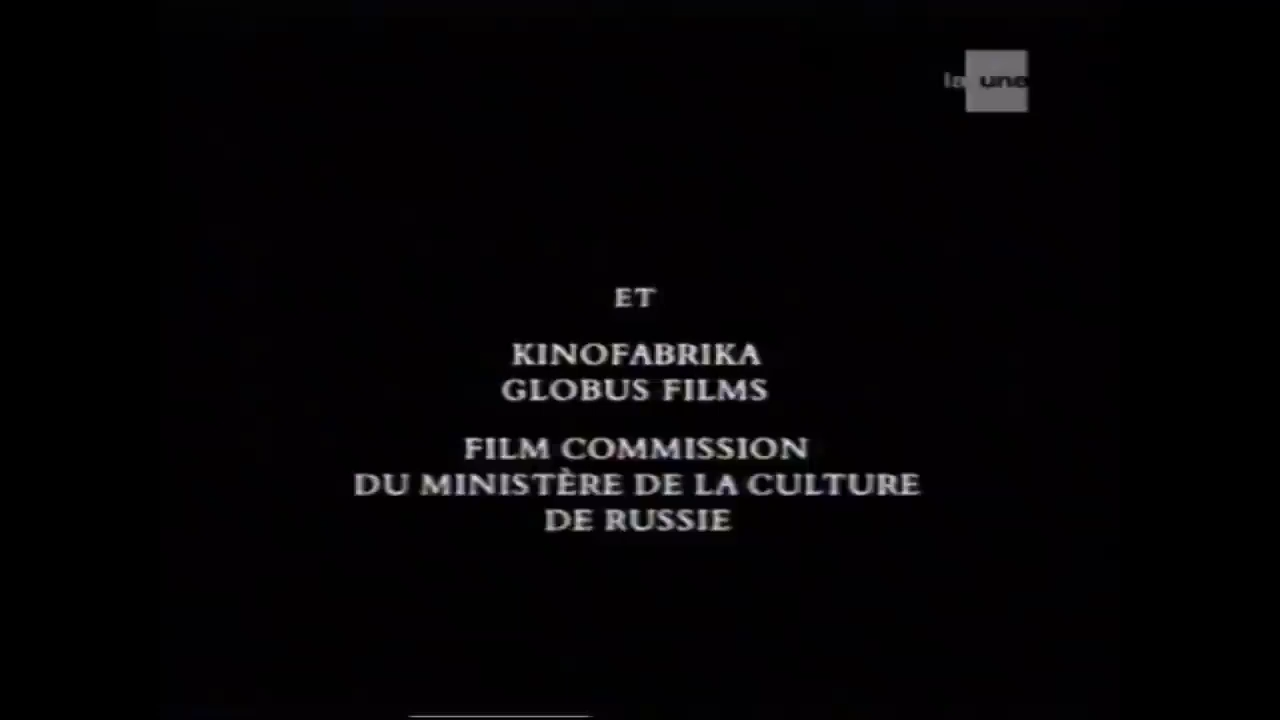 la une
ET
KINOFABRIKA
GLOBUS FILMS
FILM COMMISSION
DU MINISTÈRE DE LA CULTURE
DE RUSSIE